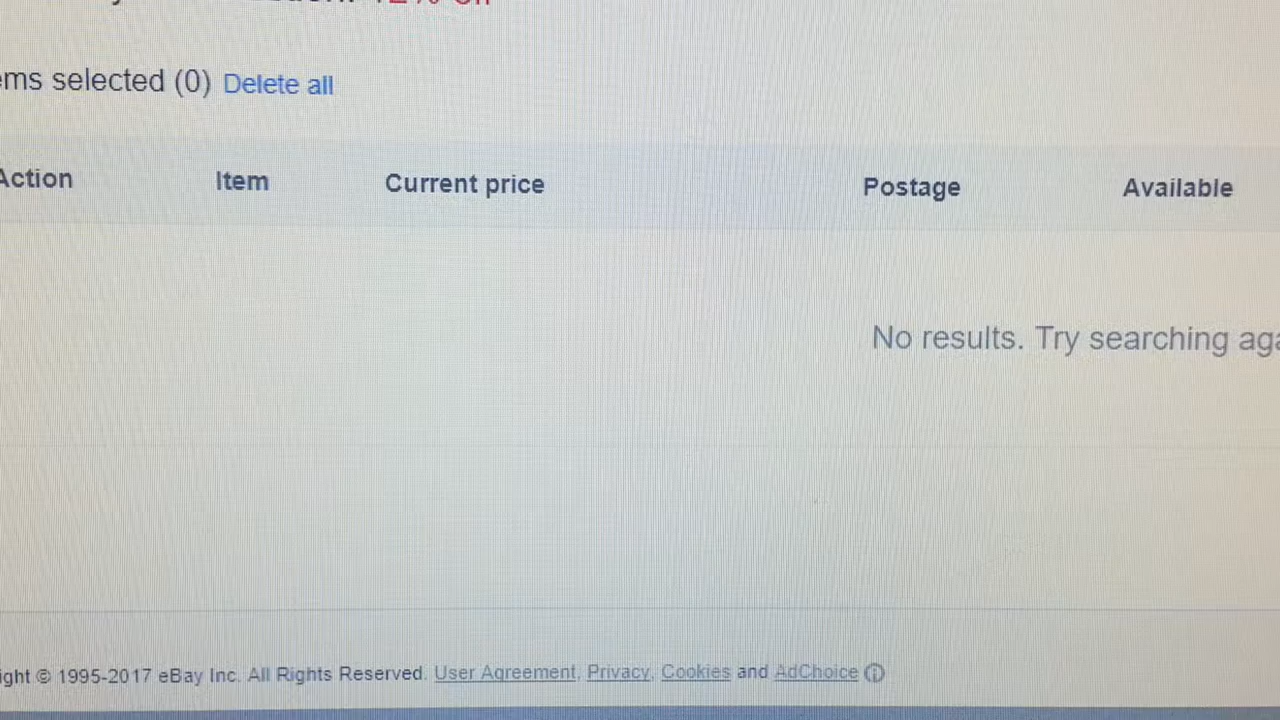 ems selected (0) Delete all
Action Item Current price Postage Available
No results. Try searching aga
ight © 1995-2017 eBay Inc. All Rights Reserved. User Agreement, Privacy, Cookies and AdChoice